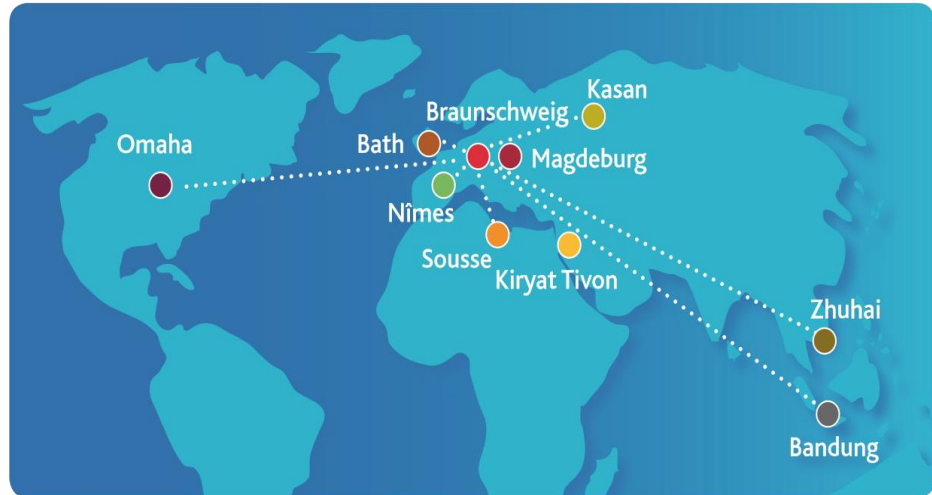 Kasan
Braunschweig
Omaha
Bath
Magdeburg
Nîmes
Sousse
Kiryat Tivon
Zhuhai
Bandung